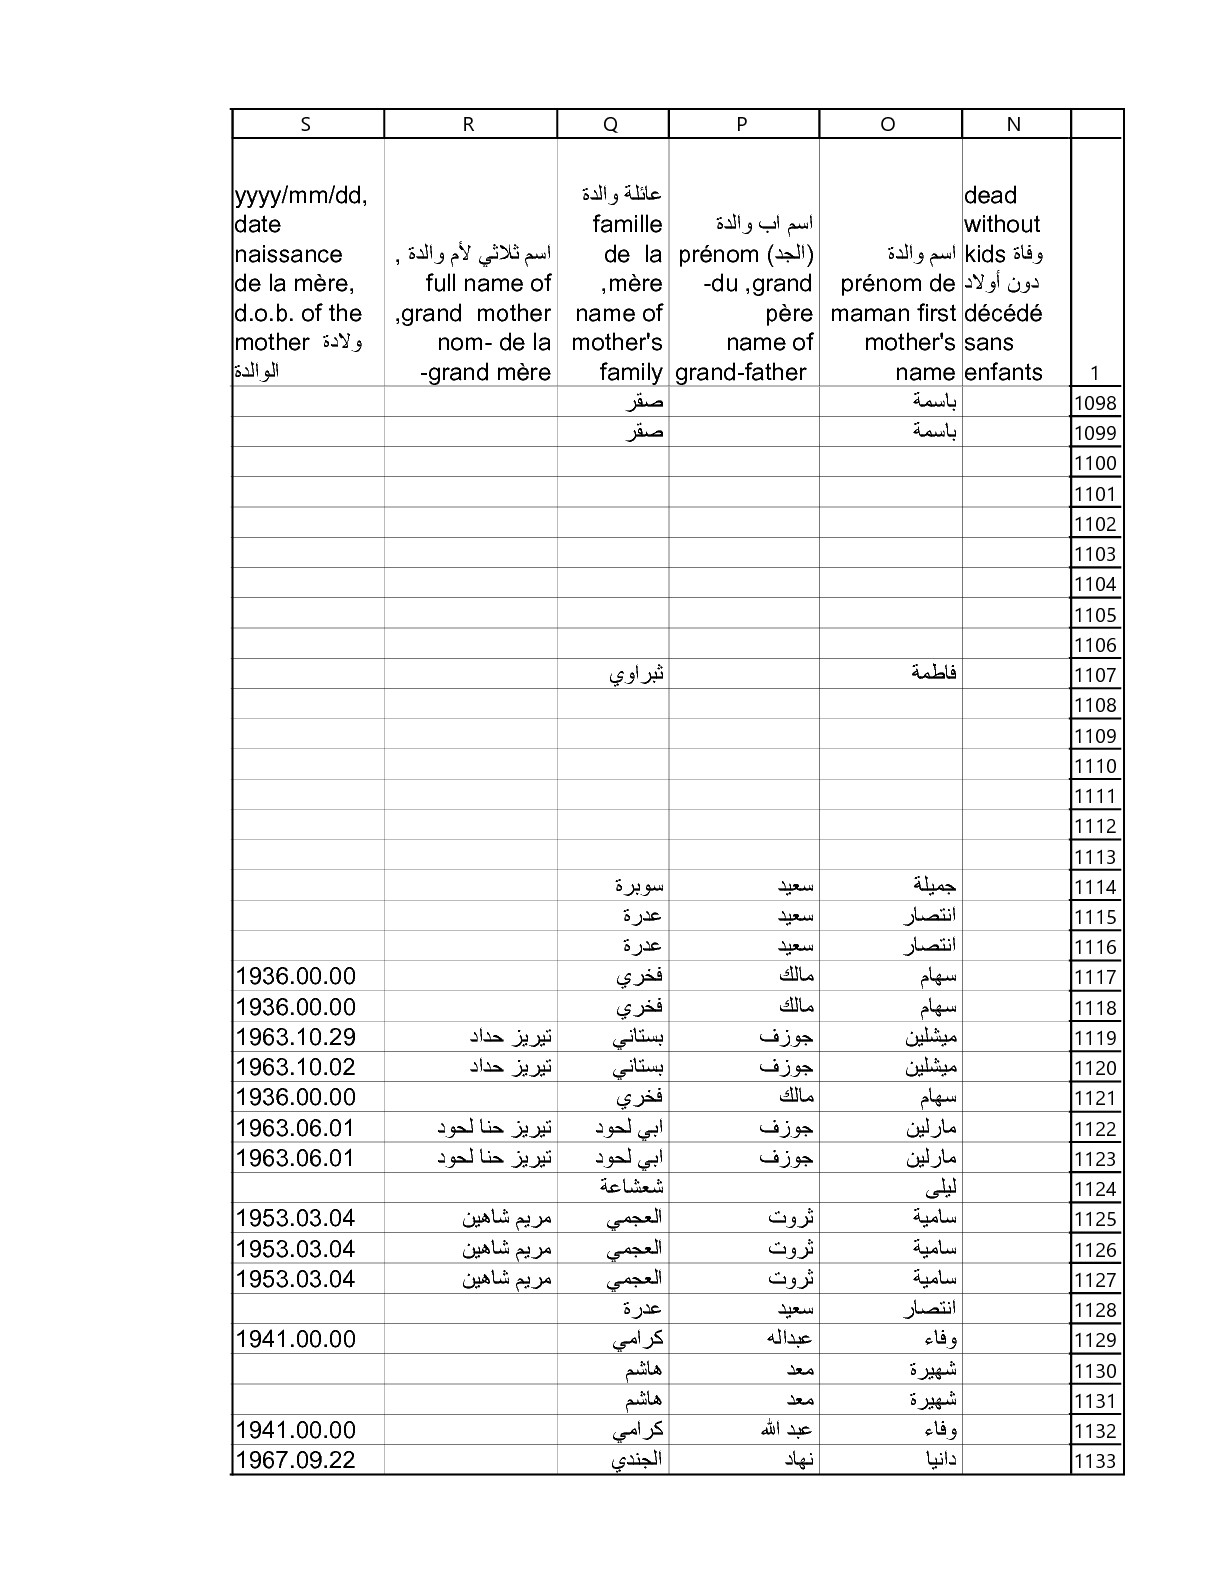 S R Q P O N
yyyy/mm/dd, date naissance de la mère, d.o.b. of the mother ولادة الوالدة
اسم ثلاثي لأم والدة , full name of grand mother, nom- de la grand mère-
عائلة والدة famille de la mère, name of mother's family
اسم اب والدة (الجد) prénom du- ,grand père name of grand-father
اسم والدة prénom de maman first mother's name
dead without kids وفاة دون أولاد décédé sans enfants
1
صقر باسمة 1098
صقر باسمة 1099
1100
1101
1102
1103
1104
1105
1106
ثبراوي فاطمة 1107
1108
1109
1110
1111
1112
1113
سوبرة سعيد جميلة 1114
عدرة سعيد انتصار 1115
عدرة سعيد انتصار 1116
1936.00.00 فخري مالك سهام 1117
1936.00.00 فخري مالك سهام 1118
1963.10.29 تيريز حداد بستاني جوزف ميشلين 1119
1963.10.02 تيريز حداد بستاني جوزف ميشلين 1120
1936.00.00 فخري مالك سهام 1121
1963.06.01 تيريز حنا لحود ابي لحود جوزف مارلين 1122
1963.06.01 تيريز حنا لحود ابي لحود جوزف مارلين 1123
شعشاعة ليلى 1124
1953.03.04 مريم شاهين العجمي ثروت سامية 1125
1953.03.04 مريم شاهين العجمي ثروت سامية 1126
1953.03.04 مريم شاهين العجمي ثروت سامية 1127
عدرة سعيد انتصار 1128
1941.00.00 كرامي عبداله وفاء 1129
هاشم معد شهيرة 1130
هاشم معد شهيرة 1131
1941.00.00 كرامي عبد الله وفاء 1132
1967.09.22 الجندي نهاد دانيا 1133